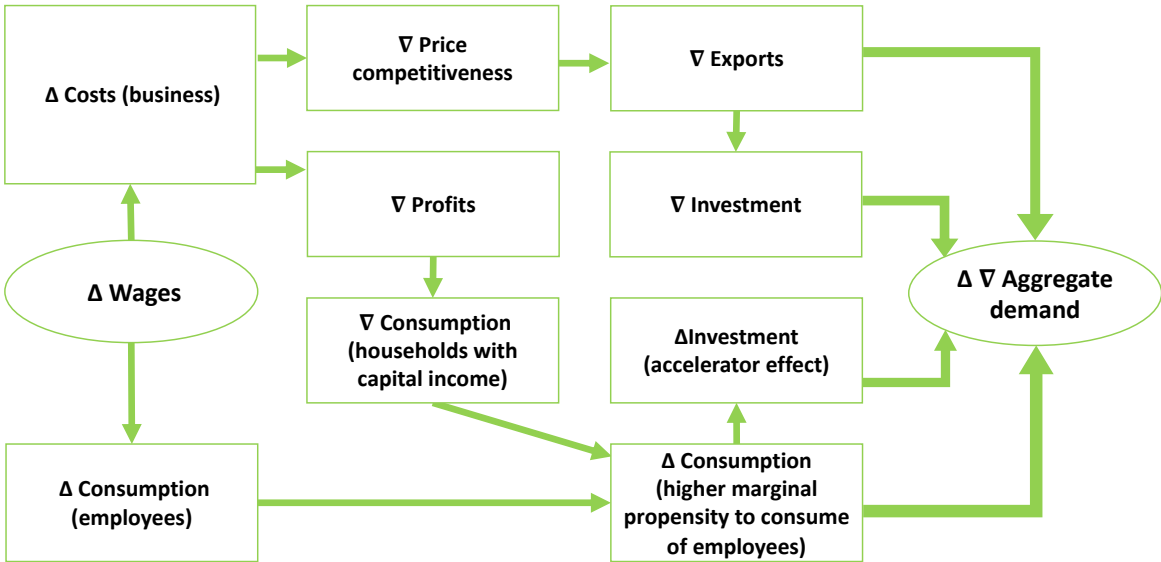 Δ Costs (business)
∇ Price
competitiveness
∇ Exports
∇ Profits
∇ Investment
Δ Wages
Δ ∇ Aggregate
demand
∇ Consumption
(households with
capital income)
ΔInvestment
(accelerator effect)
Δ Consumption
(employees)
Δ Consumption
(higher marginal
propensity to consume
of employees)